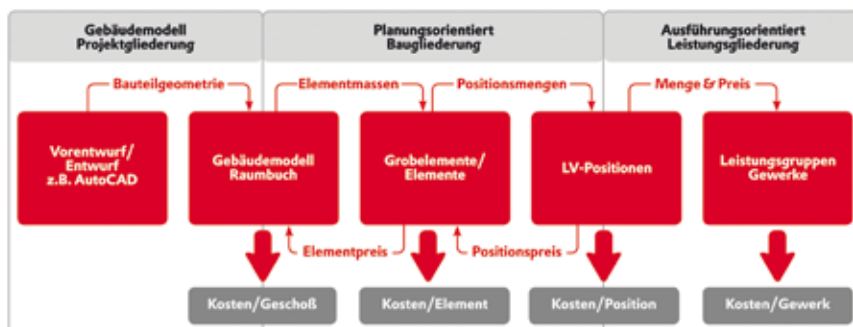 Gebäudemodell
Projektgliederung
Planungsorientiert
Baugliederung
Ausführungsorientiert
Leistungsgliederung
Bauteilgeometrie
Elementmassen
Positionsmengen
Menge & Preis
Vorentwurf/
Entwurf
z.B. AutoCAD
Gebäudemodell
Raumbuch
Grobelemente/
Elemente
LV-Positionen
Leistungsgruppen
Gewerke
Elementpreis
Positionspreis
Kosten/Geschoß
Kosten/Element
Kosten/Position
Kosten/Gewerk